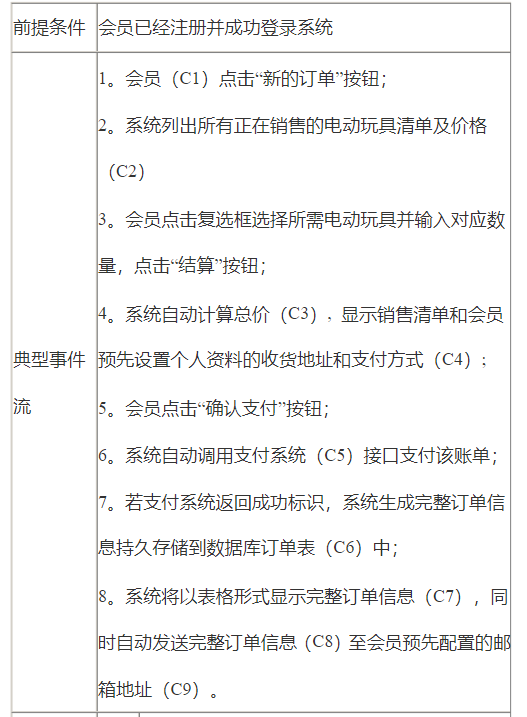 前提条件 会员已经注册并成功登录系统
1。会员（C1）点击“新的订单”按钮；
2。系统列出所有正在销售的电动玩具清单及价格
（C2）
3。会员点击复选框选择所需电动玩具并输入对应数
量，点击“结算”按钮；
4。系统自动计算总价（C3），显示销售清单和会员
典型事件 预先设置个人资料的收货地址和支付方式（C4）；
流
5。会员点击“确认支付”按钮；
6。系统自动调用支付系统（C5）接口支付该账单；
7。若支付系统返回成功标识，系统生成完整订单信
息持久存储到数据库订单表（C6）中；
8。系统将以表格形式显示完整订单信息（C7），同
时自动发送完整订单信息（C8）至会员预先配置的邮
箱地址（C9）。